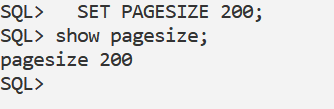 SQL>   SET PAGESIZE 200;
SQL> show pagesize;
pagesize 200
SQL>